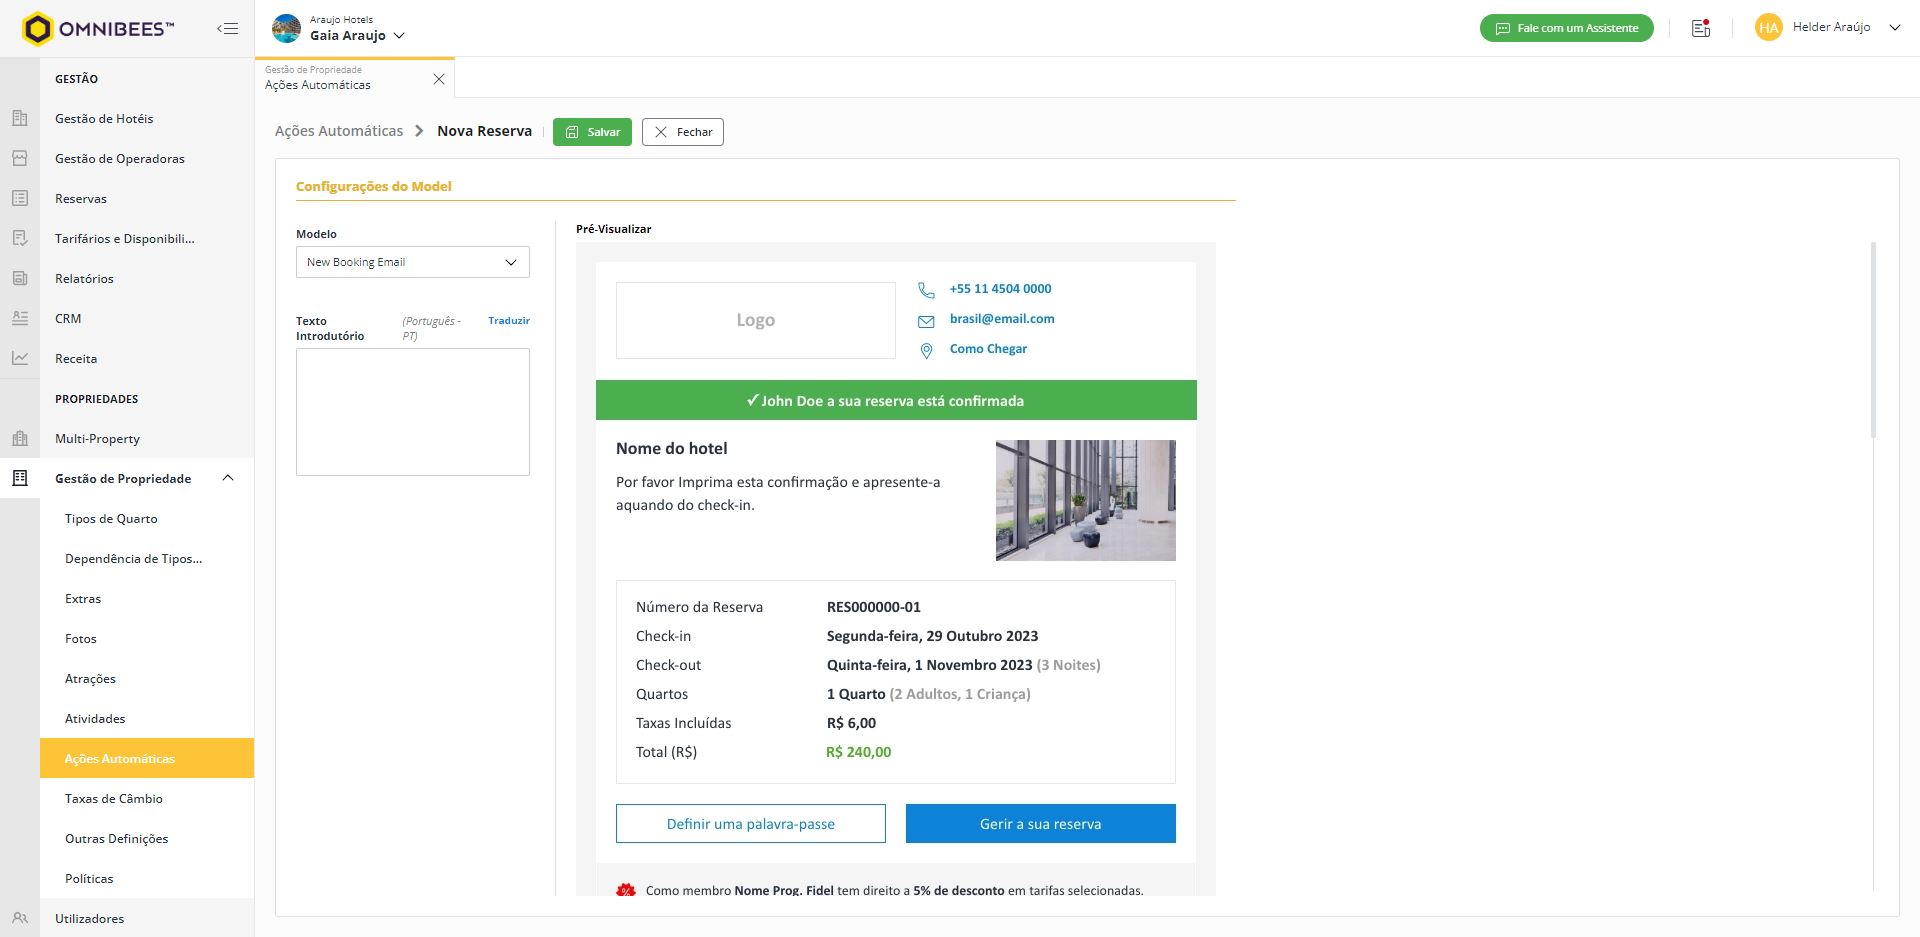 OMNIBEES™
Araujo Hotels
Gaia Araujo
Fale com um Assistente
HA
Helder Araújo
Gestão de Propriedade
Ações Automáticas
GESTÃO
Gestão de Hotéis
Gestão de Operadoras
Reservas
Tarifários e Disponibili...
Relatórios
CRM
Receita
PROPRIEDADES
Multi-Property
Gestão de Propriedade
Tipos de Quarto
Dependência de Tipos...
Extras
Fotos
Atrações
Atividades
Ações Automáticas
Taxas de Câmbio
Outras Definições
Políticas
Utilizadores
Ações Automáticas > Nova Reserva
Salvar
Fechar
Configurações do Model
Modelo
New Booking Email
Texto Introdutório
(Português - PT)
Traduzir
Pré-Visualizar
Logo
+55 11 4504 0000
brasil@email.com
Como Chegar
✓ John Doe a sua reserva está confirmada
Nome do hotel
Por favor Imprima esta confirmação e apresente-a
aquando do check-in.
Número da Reserva RES000000-01
Check-in Segunda-feira, 29 Outubro 2023
Check-out Quinta-feira, 1 Novembro 2023 (3 Noites)
Quartos 1 Quarto (2 Adultos, 1 Criança)
Taxas Incluídas R$ 6,00
Total (R$) R$ 240,00
Definir uma palavra-passe
Gerir a sua reserva
% Como membro Nome Prog. Fidel tem direito a 5% de desconto em tarifas selecionadas.